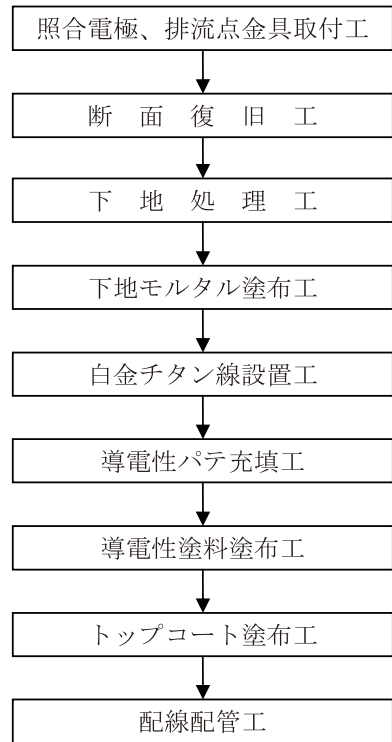 照合電極、排流点金具取付工
断面復旧工
下地処理工
下地モルタル塗布工
白金チタン線設置工
導電性パテ充填工
導電性塗料塗布工
トップコート塗布工
配線配管工